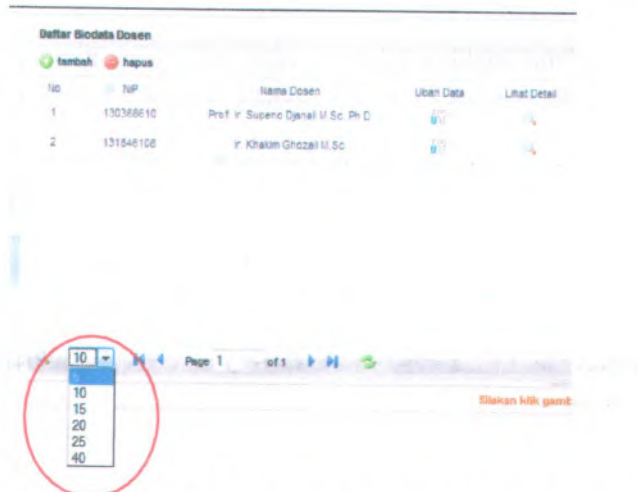 Daftar Biodata Dosen
tambah hapus
No NIP Nama Dosen Ubah Data Lihat Detail
1 130368610 Prof. Ir. Supeno Djanali M.Sc. Ph.D
2 131846108 Ir. Khakim Ghozali M.Sc
10 Page 1 of 1
5
10
15
20
25
40
Silakan klik gamb